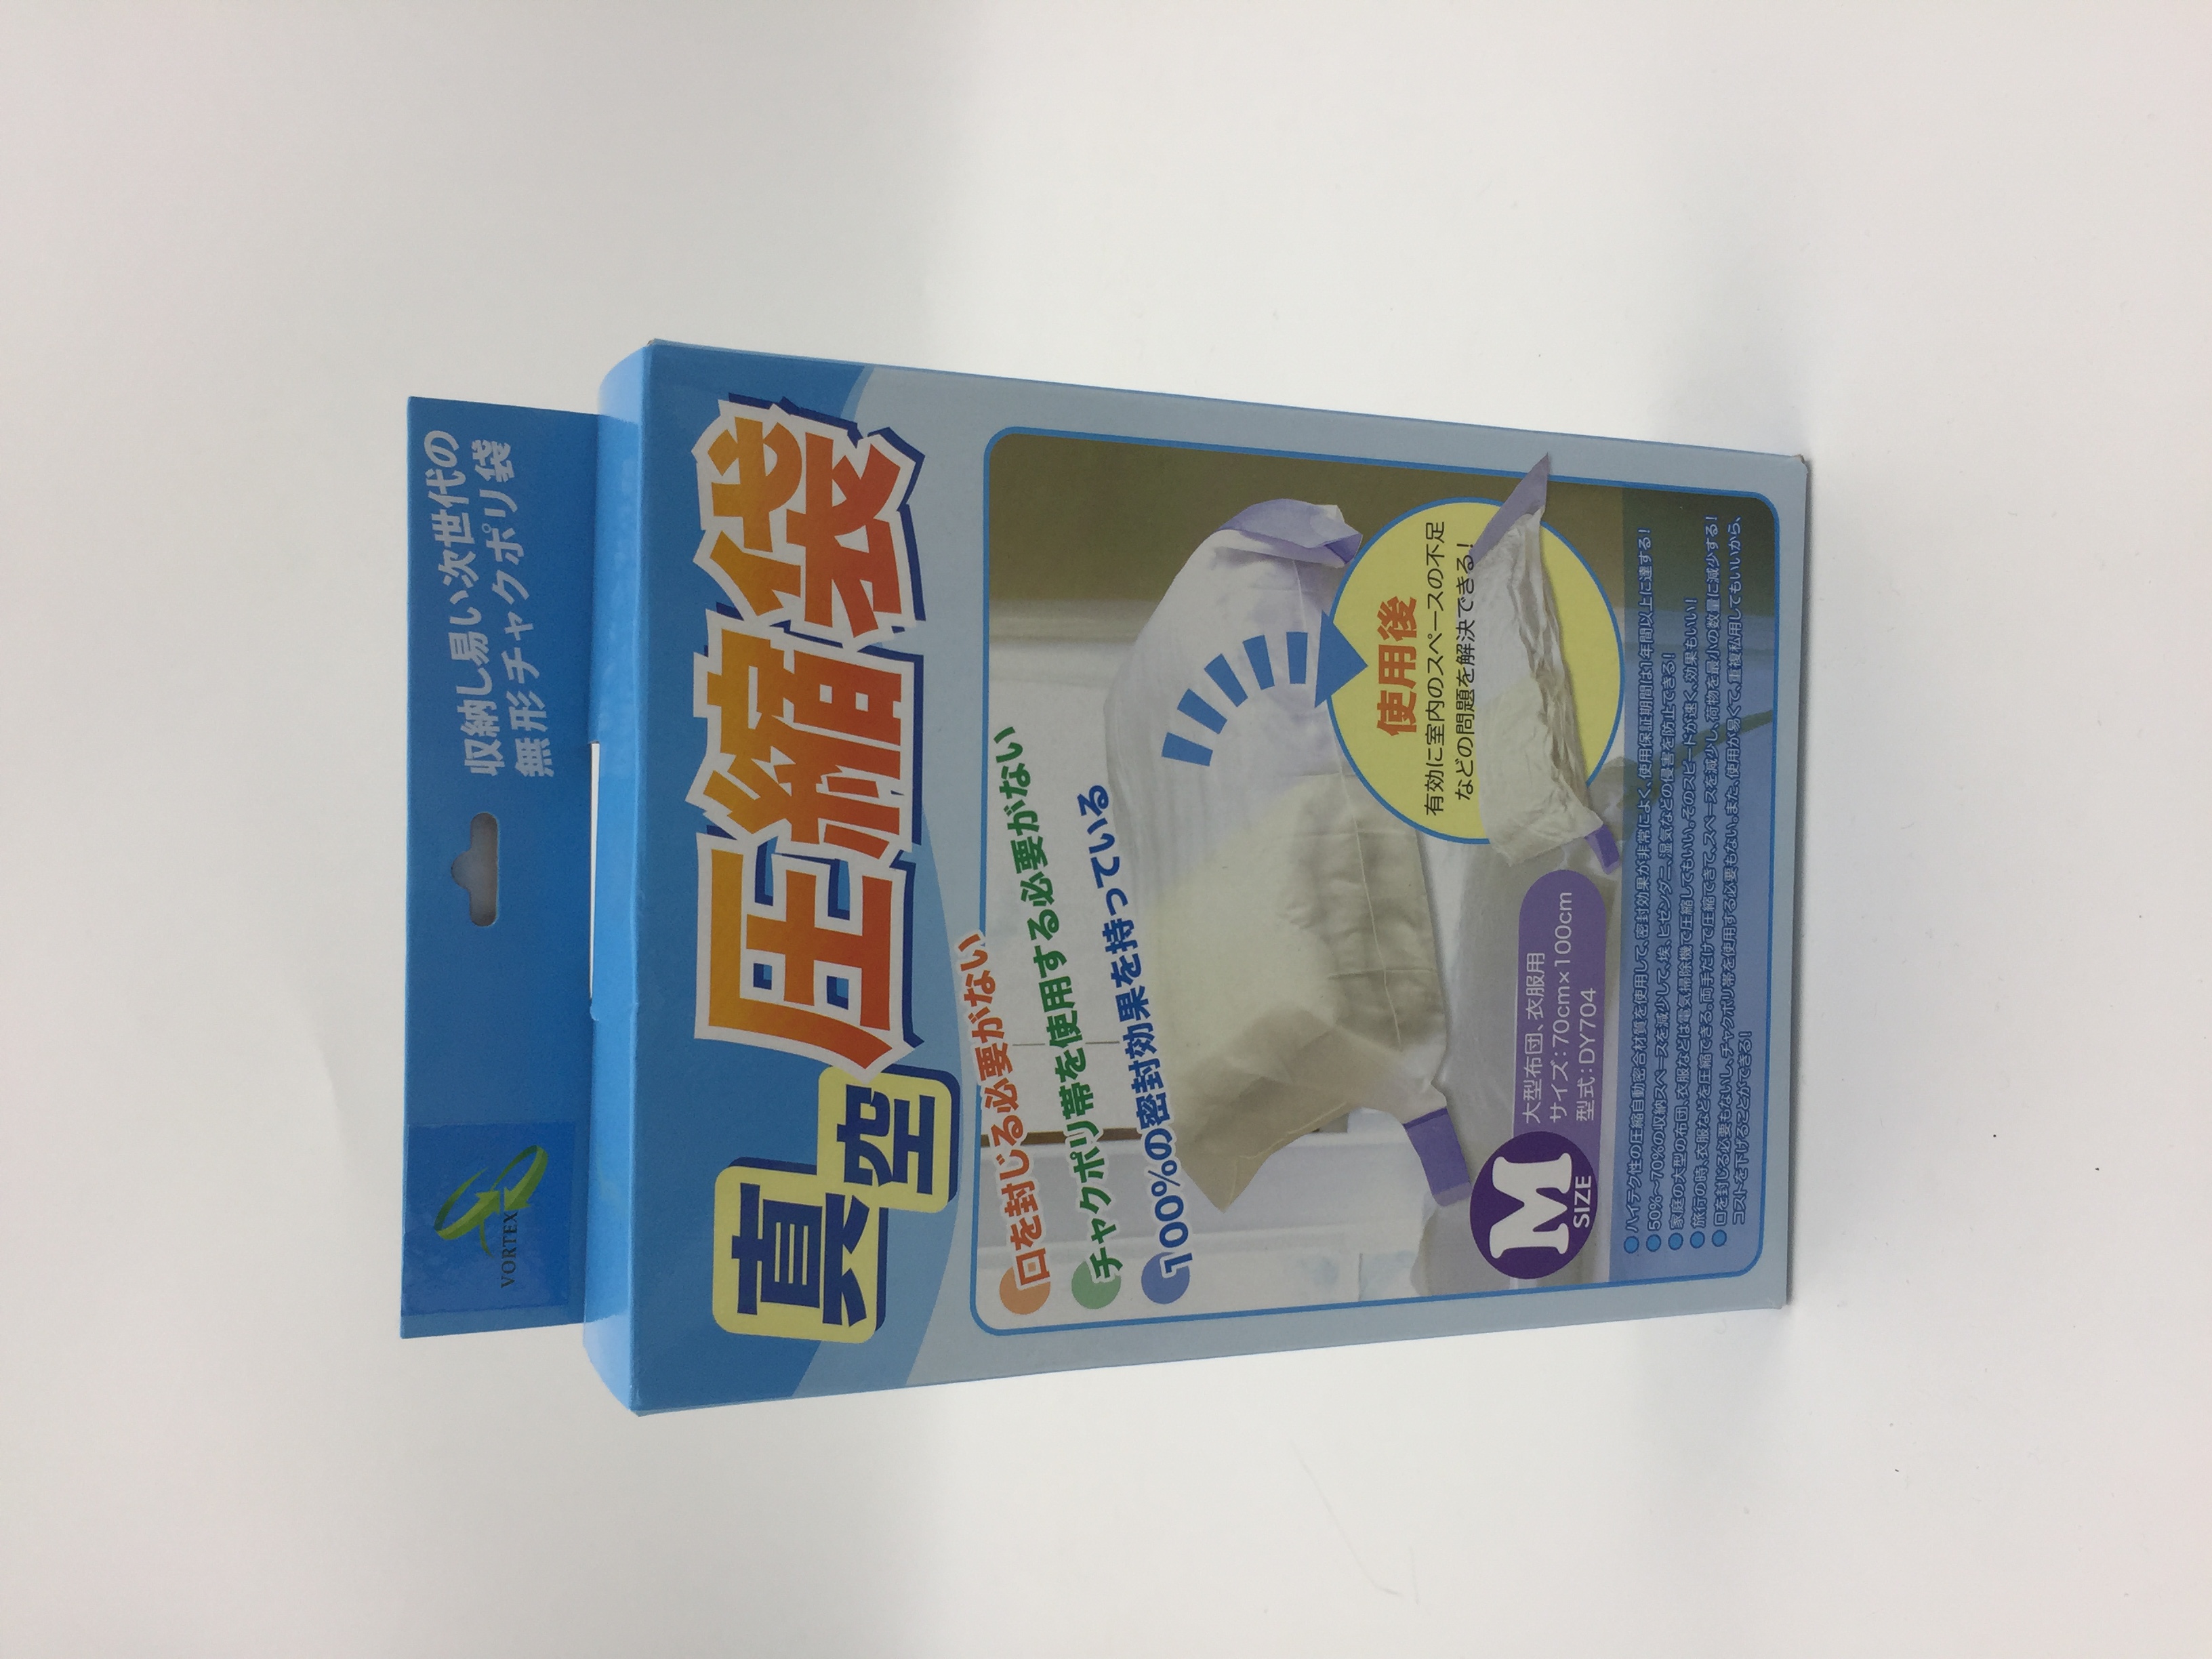 VORTEX
収納し易い次世代の
無形チャクポリ袋
真空
圧縮袋
口を封じる必要がない
チャクポリ帯を使用する必要がない
100%の密封効果を持っている
使用後
有効に室内のスペースの不足
などの問題を解決できる!
M
SIZE
大型布団、衣服用
サイズ:70cm×100cm
型式:DY704
ハイテク性の圧縮自動密合材質を使用して、密封効果が非常によく、使用保証期間は1年間以上に達する!
50%〜70%の収納スペースを減少して、埃、ヒゼンダニ、湿気などの侵害を防止できる!
家庭の大型の布団、衣服などは電気掃除機で圧縮してもいい。そのスピードが速く、効果もいい!
旅行の時、衣服などを圧縮できる。両手だけで圧縮できて、スペースを減少し、荷物を最小の数量に減少する!
口を封じる必要もないし、チャクポリ帯を使用する必要もない。また、使用が易くて、重複私用してもいいから、
コストを下げることができる!